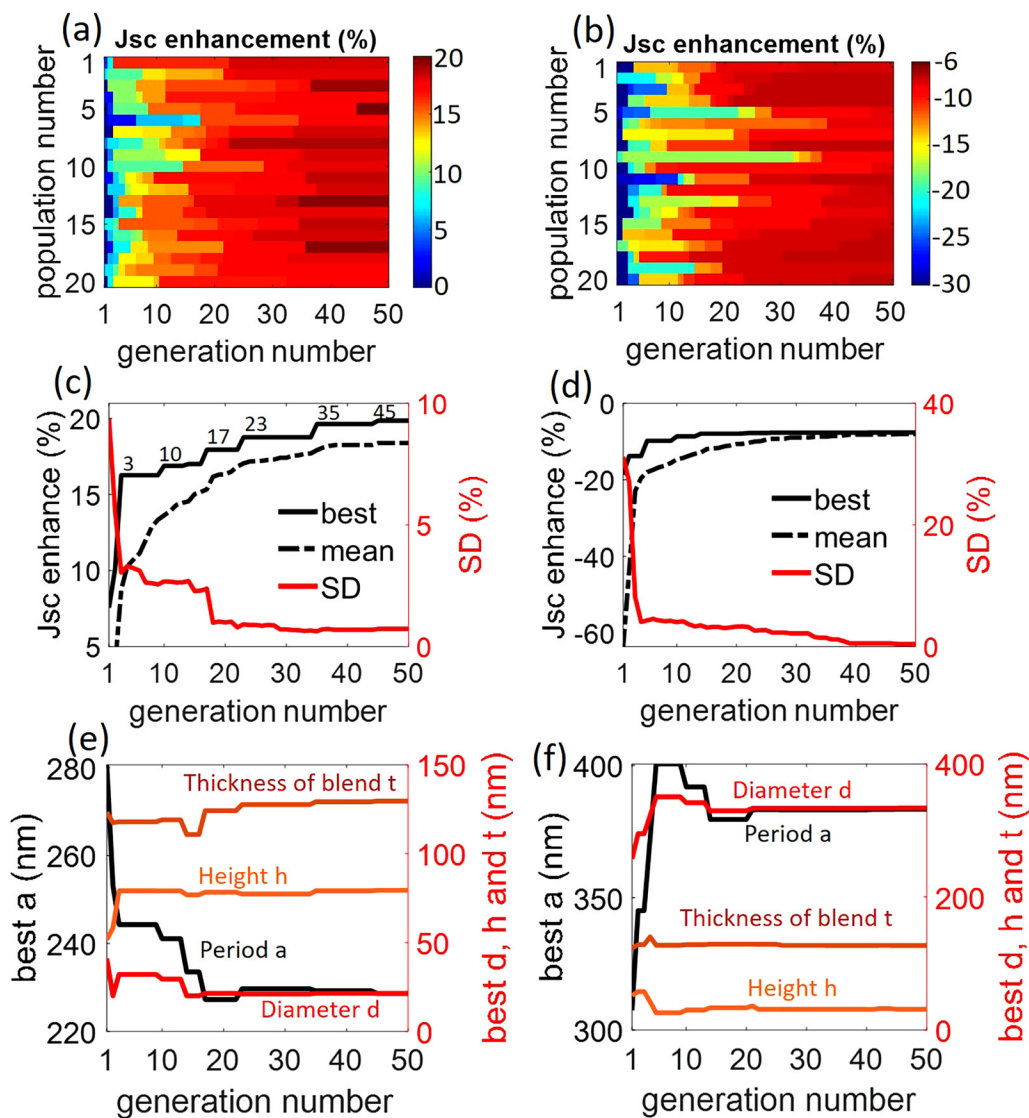 (a)
Jsc enhancement (%)
population number
1
5
10
15
20
1 10 20 30 40 50
generation number
20
15
10
5
0
(b)
Jsc enhancement (%)
population number
1
5
10
15
20
1 10 20 30 40 50
generation number
-6
-10
-15
-20
-25
-30
(c)
Jsc enhance (%)
20
17
13
10
5
3
10
17
23
35
45
best
mean
SD
10
5
0
SD (%)
1 10 20 30 40 50
generation number
(d)
Jsc enhance (%)
0
-20
-40
-60
best
mean
SD
40
20
0
SD (%)
1 10 20 30 40 50
generation number
(e)
best a (nm)
280
260
240
220
Thickness of blend t
Height h
Period a
Diameter d
150
100
50
0
best d, h and t (nm)
1 10 20 30 40 50
generation number
(f)
best a (nm)
400
350
300
Diameter d
Period a
Thickness of blend t
Height h
400
200
0
best d, h and t (nm)
1 10 20 30 40 50
generation number